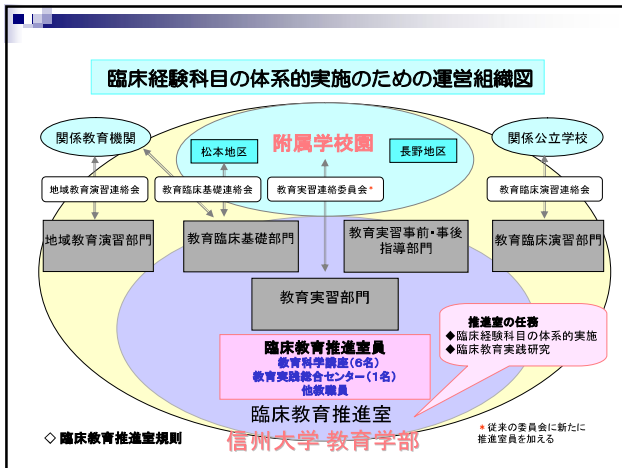 臨床経験科目の体系的実施のための運営組織図
関係教育機関
附属学校園
関係公立学校
松本地区
長野地区
地域教育演習連絡会
教育臨床基礎連絡会
教育実習連絡委員会*
教育臨床演習連絡会
地域教育演習部門
教育臨床基礎部門
教育実習事前・事後
指導部門
教育臨床演習部門
教育実習部門
推進室の任務
◆臨床経験科目の体系的実施
◆臨床教育実践研究
臨床教育推進室員
教育科学講座(6名)
教育実践総合センター(1名)
他教職員
臨床教育推進室
◇ 臨床教育推進室規則
信州大学 教育学部
*従来の委員会に新たに
推進室員を加える